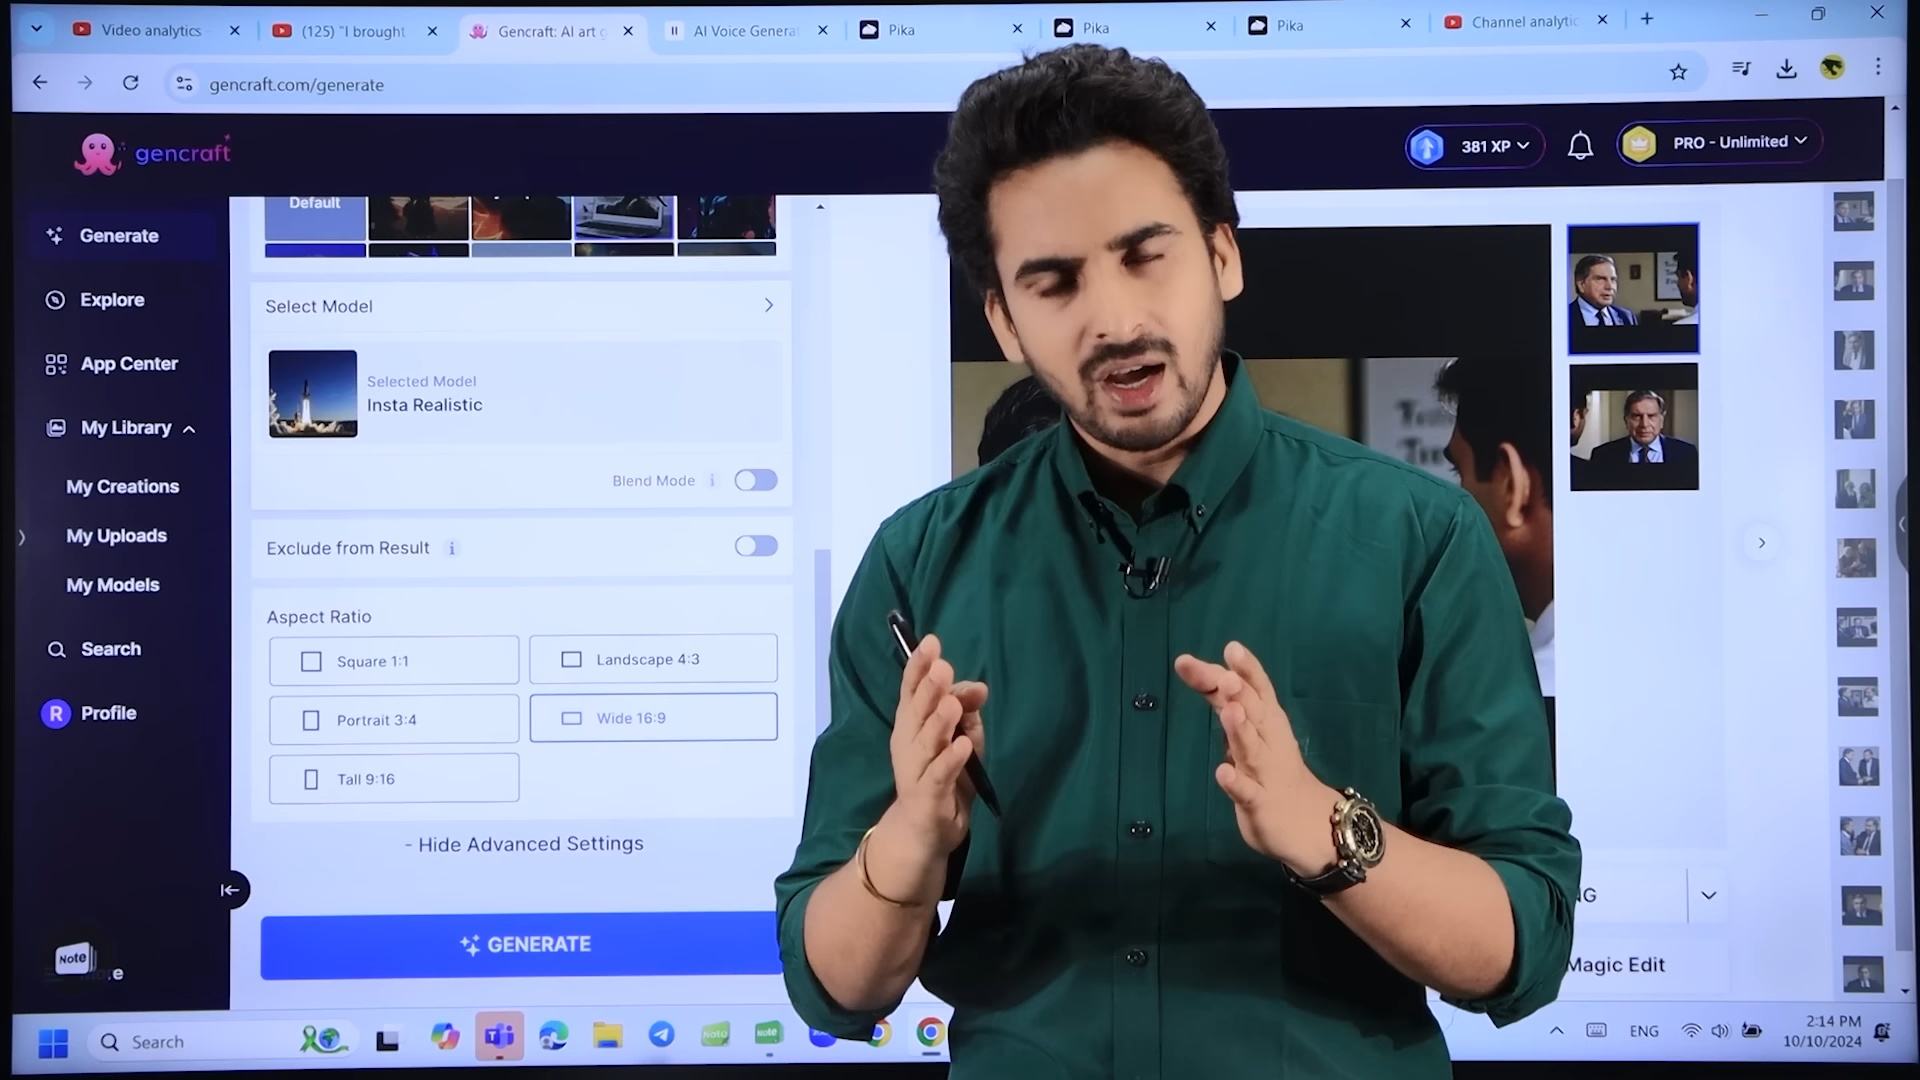 Video analytics
(125) "I brought
Gencraft: AI art g
AI Voice Genera
Pika
Pika
Pika
Channel analytic
gencraft.com/generate
gencraft
381 XP
PRO - Unlimited
Generate
Explore
App Center
My Library
My Creations
My Uploads
My Models
Search
R
Profile
Note
Default
Select Model
Selected Model
Insta Realistic
Blend Mode
Exclude from Result
Aspect Ratio
Square 1:1
Landscape 4:3
Portrait 3:4
Wide 16:9
Tall 9:16
- Hide Advanced Settings
GENERATE
Magic Edit
Search
Note
Note
ENG
2:14 PM
10/10/2024